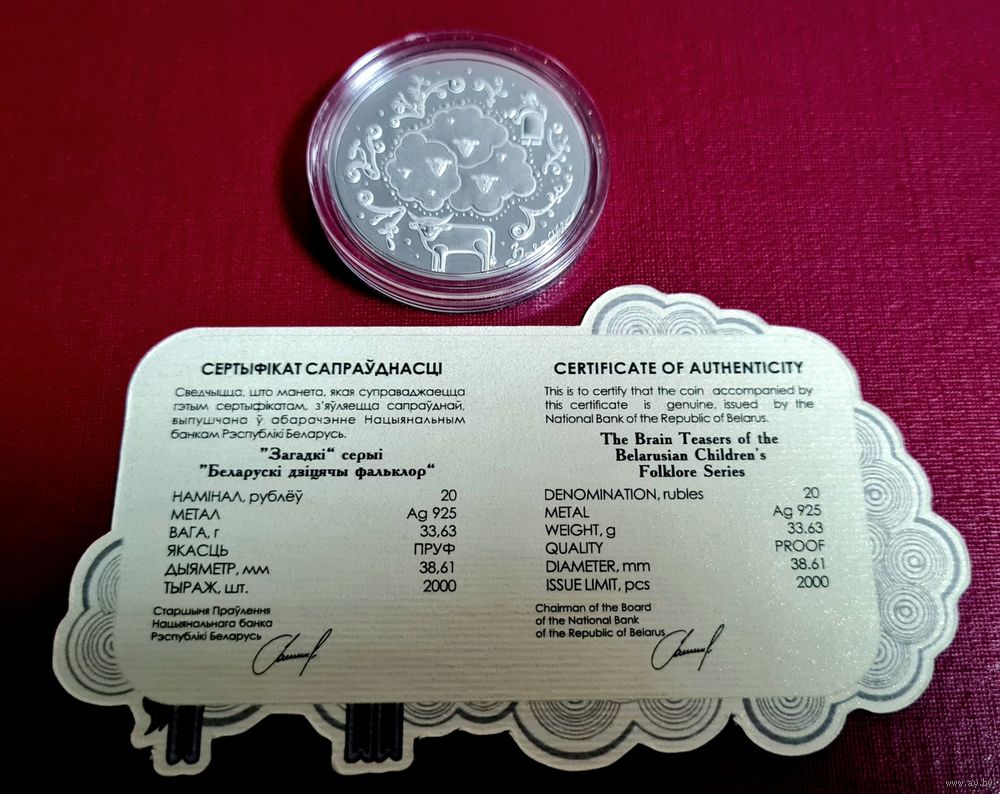 СЕРТЫФІКАТ САПРАЎДНАСЦІ
Сведчыцца, што манета, якая суправаджаецца
гэтым сертыфікатам, з'яўляецца сапраўднай,
выпушчана ў абарачэнне Нацыянальным
банкам Рэспублікі Беларусь.
"Загадкі" серыі
"Беларускі дзіцячы фальклор"
НАМІНАЛ, рублёў 20
МЕТАЛ Ag 925
ВАГА, г 33,63
ЯКАСЦЬ ПРУФ
ДЫЯМЕТР, мм 38,61
ТЫРАЖ, шт. 2000
Старшыня Праўлення
Нацыянальнага банка
Рэспублікі Беларусь
CERTIFICATE OF AUTHENTICITY
This is to certify that the coin accompanied by
this certificate is genuine, issued by the
National Bank of the Republic of Belarus.
The Brain Teasers of the
Belarusian Children's
Folklore Series
DENOMINATION, rubles 20
METAL Ag 925
WEIGHT, g 33.63
QUALITY PROOF
DIAMETER, mm 38.61
ISSUE LIMIT, pcs 2000
Chairman of the Board
of the National Bank
of the Republic of Belarus
www.ay.by